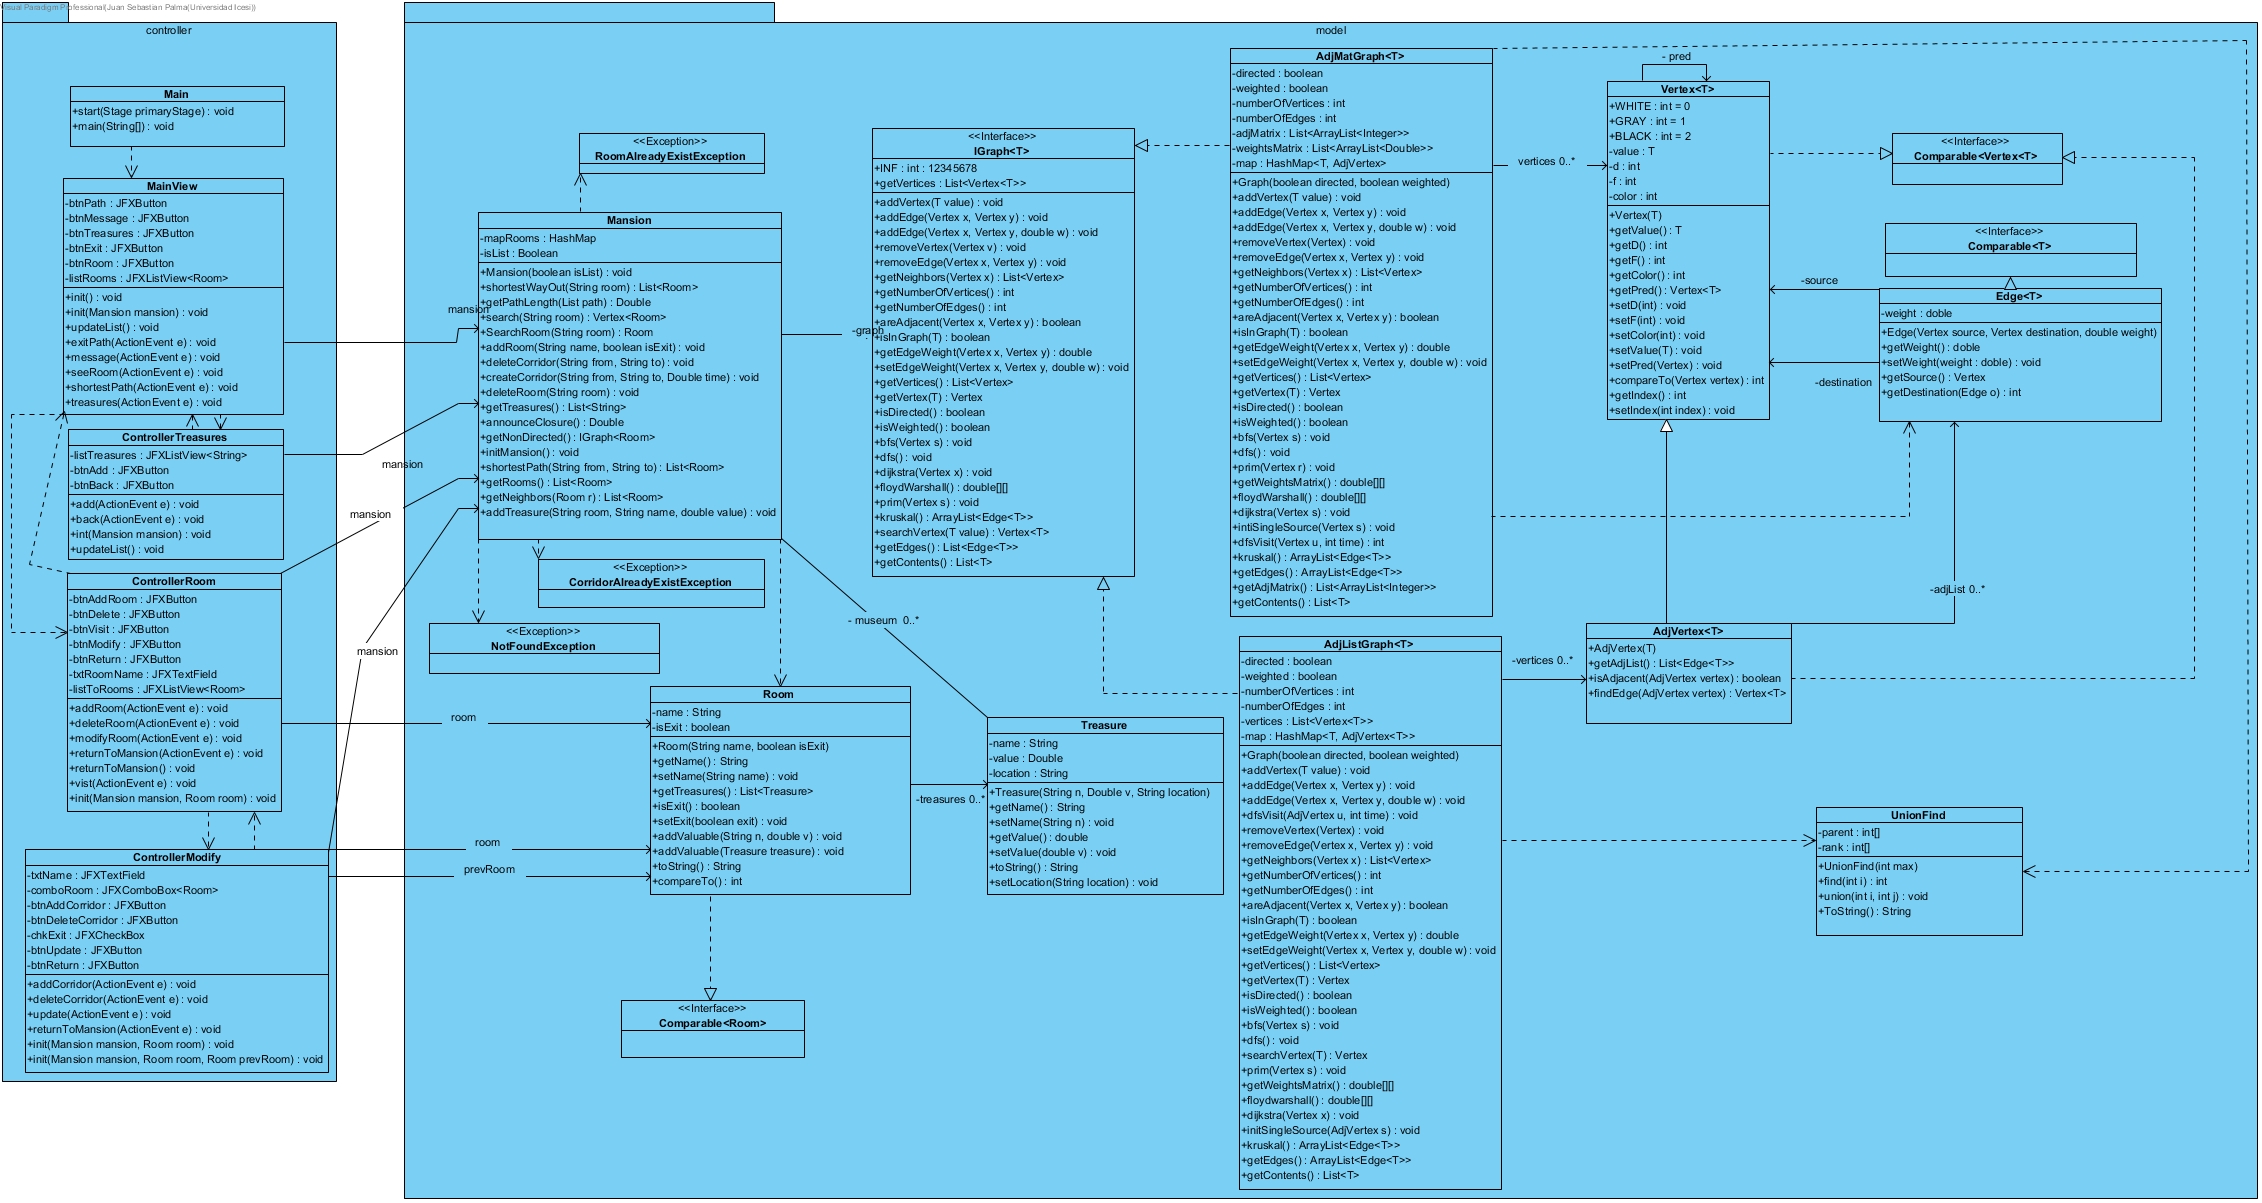 Visual Paradigm Professional(Juan Sebastian Palma(Universidad Icesi))
controller
Main
+start(Stage primaryStage) : void
+main(String[]) : void
MainView
-btnPath : JFXButton
-btnMessage : JFXButton
-btnTreasures : JFXButton
-btnExit : JFXButton
-btnRoom : JFXButton
-listRooms : JFXListView<Room>
+init() : void
+init(Mansion mansion) : void
+updateList() : void
+exitPath(ActionEvent e) : void
+message(ActionEvent e) : void
+seeRoom(ActionEvent e) : void
+shortestPath(ActionEvent e) : void
+treasures(ActionEvent e) : void
ControllerTreasures
-listTreasures : JFXListView<String>
-btnAdd : JFXButton
-btnBack : JFXButton
+add(ActionEvent e) : void
+back(ActionEvent e) : void
+int(Mansion mansion) : void
+updateList() : void
ControllerRoom
-btnAddRoom : JFXButton
-btnDelete : JFXButton
-btnVisit : JFXButton
-btnModify : JFXButton
-btnReturn : JFXButton
-txtRoomName : JFXTextField
-listToRooms : JFXListView<Room>
+addRoom(ActionEvent e) : void
+deleteRoom(ActionEvent e) : void
+modifyRoom(ActionEvent e) : void
+returnToMansion(ActionEvent e) : void
+returnToMansion() : void
+vist(ActionEvent e) : void
+init(Mansion mansion, Room room) : void
ControllerModify
-txtName : JFXTextField
-comboRoom : JFXComboBox<Room>
-btnAddCorridor : JFXButton
-btnDeleteCorridor : JFXButton
-chkExit : JFXCheckBox
-btnUpdate : JFXButton
-btnReturn : JFXButton
+addCorridor(ActionEvent e) : void
+deleteCorridor(ActionEvent e) : void
+update(ActionEvent e) : void
+returnToMansion(ActionEvent e) : void
+init(Mansion mansion, Room room) : void
+init(Mansion mansion, Room room, Room prevRoom) : void
mansion
mansion
mansion
mansion
room
room
prevRoom
model
<<Exception>>
RoomAlreadyExistException
Mansion
-mapRooms : HashMap
-isList : Boolean
+Mansion(boolean isList) : void
+shortestWayOut(String room) : List<Room>
+getPathLength(List path) : Double
+search(String room) : Vertex<Room>
+SearchRoom(String room) : Room
+addRoom(String name, boolean isExit) : void
+deleteCorridor(String from, String to) : void
+createCorridor(String from, String to, Double time) : void
+deleteRoom(String room) : void
+getTreasures() : List<String>
+announceClosure() : Double
+getNonDirected() : IGraph<Room>
+initMansion() : void
+shortestPath(String from, String to) : List<Room>
+getRooms() : List<Room>
+getNeighbors(Room r) : List<Room>
+addTreasure(String room, String name, double value) : void
<<Exception>>
CorridorAlreadyExistException
<<Exception>>
NotFoundException
-graph
- museum 0..*
Room
-name : String
-isExit : boolean
+Room(String name, boolean isExit)
+getName() : String
+setName(String name) : void
+getTreasures() : List<Treasure>
+isExit() : boolean
+setExit(boolean exit) : void
+addValuable(String n, double v) : void
+addValuable(Treasure treasure) : void
+toString() : String
+compareTo() : int
<<Interface>>
Comparable<Room>
-treasures 0..*
Treasure
-name : String
-value : Double
-location : String
+Treasure(String n, Double v, String location)
+getName() : String
+setName(String n) : void
+getValue() : double
+setValue(double v) : void
+toString() : String
+setLocation(String location) : void
<<Interface>>
IGraph<T>
+INF : int : 12345678
+getVertices : List<Vertex<T>>
+addVertex(T value) : void
+addEdge(Vertex x, Vertex y) : void
+addEdge(Vertex x, Vertex y, double w) : void
+removeVertex(Vertex v) : void
+removeEdge(Vertex x, Vertex y) : void
+getNeighbors(Vertex x) : List<Vertex>
+getNumberOfVertices() : int
+getNumberOfEdges() : int
+areAdjacent(Vertex x, Vertex y) : boolean
+isInGraph(T) : boolean
+getEdgeWeight(Vertex x, Vertex y) : double
+setEdgeWeight(Vertex x, Vertex y, double w) : void
+getVertices() : List<Vertex>
+getVertex(T) : Vertex
+isDirected() : boolean
+isWeighted() : boolean
+bfs(Vertex s) : void
+dfs() : void
+dijkstra(Vertex x) : void
+floydWarshall() : double[][]
+prim(Vertex s) : void
+kruskal() : ArrayList<Edge<T>>
+searchVertex(T value) : Vertex<T>
+getEdges() : List<Edge<T>>
+getContents() : List<T>
AdjMatGraph<T>
-directed : boolean
-weighted : boolean
-numberOfVertices : int
-numberOfEdges : int
-adjMatrix : List<ArrayList<Integer>>
-weightsMatrix : List<ArrayList<Double>>
-map : HashMap<T, AdjVertex>
+Graph(boolean directed, boolean weighted)
+addVertex(T value) : void
+addEdge(Vertex x, Vertex y) : void
+addEdge(Vertex x, Vertex y, double w) : void
+removeVertex(Vertex) : void
+removeEdge(Vertex x, Vertex y) : void
+getNeighbors(Vertex x) : List<Vertex>
+getNumberOfVertices() : int
+getNumberOfEdges() : int
+areAdjacent(Vertex x, Vertex y) : boolean
+isInGraph(T) : boolean
+getEdgeWeight(Vertex x, Vertex y) : double
+setEdgeWeight(Vertex x, Vertex y, double w) : void
+getVertices() : List<Vertex>
+getVertex(T) : Vertex
+isDirected() : boolean
+isWeighted() : boolean
+bfs(Vertex s) : void
+dfs() : void
+prim(Vertex r) : void
+getWeightsMatrix() : double[][]
+floydWarshall() : double[][]
+dijkstra(Vertex s) : void
+intiSingleSource(Vertex s) : void
+dfsVisit(Vertex u, int time) : int
+kruskal() : ArrayList<Edge<T>>
+getEdges() : ArrayList<Edge<T>>
+getAdjMatrix() : List<ArrayList<Integer>>
+getContents() : List<T>
AdjListGraph<T>
-directed : boolean
-weighted : boolean
-numberOfVertices : int
-numberOfEdges : int
-vertices : List<Vertex<T>>
-map : HashMap<T, AdjVertex<T>>
+Graph(boolean directed, boolean weighted)
+addVertex(T value) : void
+addEdge(Vertex x, Vertex y) : void
+addEdge(Vertex x, Vertex y, double w) : void
+dfsVisit(AdjVertex u, int time) : void
+removeVertex(Vertex) : void
+removeEdge(Vertex x, Vertex y) : void
+getNeighbors(Vertex x) : List<Vertex>
+getNumberOfVertices() : int
+getNumberOfEdges() : int
+areAdjacent(Vertex x, Vertex y) : boolean
+isInGraph(T) : boolean
+getEdgeWeight(Vertex x, Vertex y) : double
+setEdgeWeight(Vertex x, Vertex y, double w) : void
+getVertices() : List<Vertex>
+getVertex(T) : Vertex
+isDirected() : boolean
+isWeighted() : boolean
+bfs(Vertex s) : void
+dfs() : void
+searchVertex(T) : Vertex
+prim(Vertex s) : void
+getWeightsMatrix() : double[][]
+floydwarshall() : double[][]
+dijkstra(Vertex x) : void
+initSingleSource(AdjVertex s) : void
+kruskal() : ArrayList<Edge<T>>
+getEdges() : ArrayList<Edge<T>>
+getContents() : List<T>
vertices 0..*
-vertices 0..*
- pred
Vertex<T>
+WHITE : int = 0
+GRAY : int = 1
+BLACK : int = 2
-value : T
-d : int
-f : int
-color : int
+Vertex(T)
+getValue() : T
+getD() : int
+getF() : int
+getColor() : int
+getPred() : Vertex<T>
+setD(int) : void
+setF(int) : void
+setColor(int) : void
+setValue(T) : void
+setPred(Vertex) : void
+compareTo(Vertex vertex) : int
+getIndex() : int
+setIndex(int index) : void
<<Interface>>
Comparable<Vertex<T>
<<Interface>>
Comparable<T>
-source
-destination
Edge<T>
-weight : doble
+Edge(Vertex source, Vertex destination, double weight)
+getWeight() : doble
+setWeight(weight : doble) : void
+getSource() : Vertex
+getDestination(Edge o) : int
-adjList 0..*
AdjVertex<T>
+AdjVertex(T)
+getAdjList() : List<Edge<T>>
+isAdjacent(AdjVertex vertex) : boolean
+findEdge(AdjVertex vertex) : Vertex<T>
UnionFind
-parent : int[]
-rank : int[]
+UnionFind(int max)
+find(int i) : int
+union(int i, int j) : void
+ToString() : String